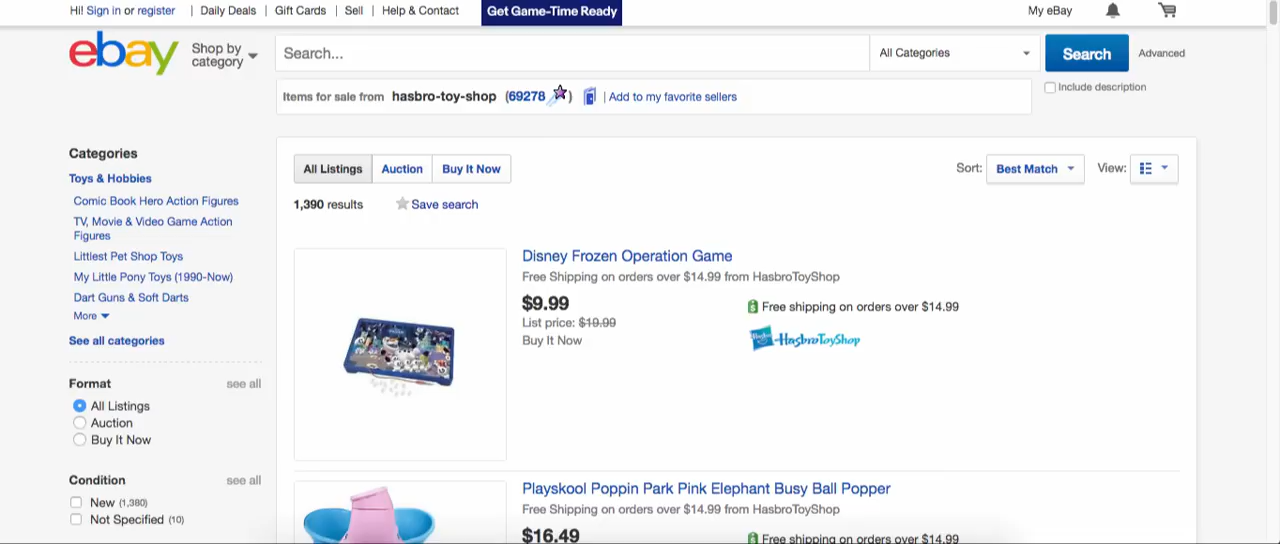 Hi! Sign in or register | Daily Deals | Gift Cards | Sell | Help & Contact Get Game-Time Ready My eBay
ebay Shop by category Search... All Categories Search Advanced
Items for sale from hasbro-toy-shop (69278) | Add to my favorite sellers Include description
Categories
Toys & Hobbies
Comic Book Hero Action Figures
TV, Movie & Video Game Action
Figures
Littlest Pet Shop Toys
My Little Pony Toys (1990-Now)
Dart Guns & Soft Darts
More
See all categories
Format see all
All Listings
Auction
Buy It Now
Condition see all
New (1,380)
Not Specified (10)
All Listings Auction Buy It Now Sort: Best Match View:
1,390 results Save search
Disney Frozen Operation Game
Free Shipping on orders over $14.99 from HasbroToyShop
$9.99 Free shipping on orders over $14.99
List price: $19.99
Buy It Now HasbroToyShop
Playskool Poppin Park Pink Elephant Busy Ball Popper
Free Shipping on orders over $14.99 from HasbroToyShop
$16.49 Free shipping on orders over $14.99